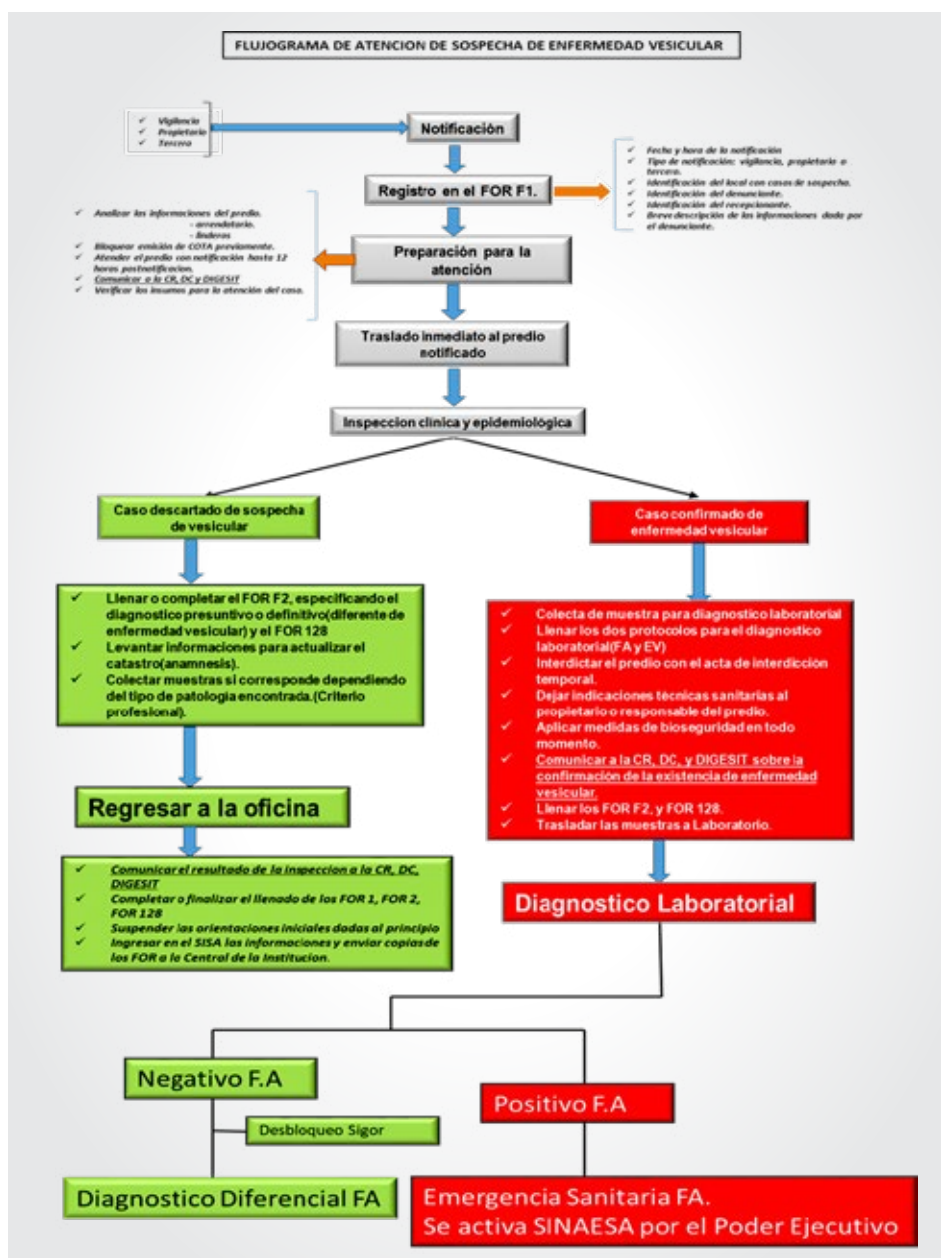 FLUJOGRAMA DE ATENCION DE SOSPECHA DE ENFERMEDAD VESICULAR
✓ Vigilancia
✓ Propietario
✓ Tercero
Notificación
Registro en el FOR F1.
✓ Fecha y hora de la notificación
✓ Tipo de notificación: vigilancia, propietario o
tercero.
✓ Identificación del local con casos de sospecha.
✓ Identificación del denunciante.
✓ Identificación del recepcionante.
✓ Breve descripción de las informaciones dada por
el denunciante.
Preparación para la
atención
✓ Analizar las informaciones del predio.
- arrendatario.
- linderos
✓ Bloquear emisión de COTA previamente.
✓ Atender el predio con notificación hasta 12
horas postnotificacion.
✓ Comunicar a la CR, DC y DIGESIT
✓ Verificar los insumos para la atención del caso.
Traslado inmediato al predio
notificado
Inspeccion clínica y epidemiológica
Caso descartado de sospecha
de vesicular
✓ Llenar o completar el FOR F2, especificando el
diagnostico presuntivo o definitivo(diferente de
enfermedad vesicular) y el FOR 128
✓ Levantar informaciones para actualizar el
catastro(anamnesis).
✓ Colectar muestras si corresponde dependiendo
del tipo de patología encontrada.(Criterio
profesional).
Regresar a la oficina
✓ Comunicar el resultado de la inspeccion a la CR, DC,
DIGESIT
✓ Completar o finalizar el llenado de los FOR 1, FOR 2,
FOR 128
✓ Suspender las orientaciones iniciales dadas al principio
✓ Ingresar en el SISA las informaciones y enviar copias de
los FOR a la Central de la Institucion.
Caso confirmado de
enfermedad vesicular
✓ Colecta de muestra para diagnostico laboratorial
✓ Llenar los dos protocolos para el diagnostico
laboratorial(FA y EV)
✓ Interdictar el predio con el acta de interdicción
temporal.
✓ Dejar indicaciones técnicas sanitarias al
propietario o responsable del predio.
✓ Aplicar medidas de bioseguridad en todo
momento.
✓ Comunicar a la CR, DC, y DIGESIT sobre la
confirmación de la existencia de enfermedad
vesicular.
✓ Llenar los FOR F2, y FOR 128.
✓ Trasladar las muestras a Laboratorio.
Diagnostico Laboratorial
Negativo F.A
Desbloqueo Sigor
Diagnostico Diferencial FA
Positivo F.A
Emergencia Sanitaria FA.
Se activa SINAESA por el Poder Ejecutivo